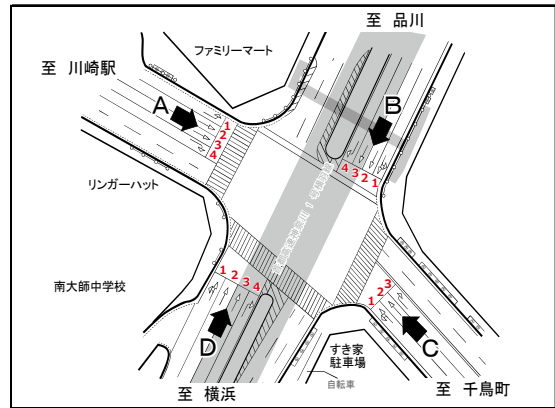 至 品川
ファミリーマート
至 川崎駅
A
B
1
2
3
4
4 3 2 1
リンガーハット
南大師中学校
1 2 3 4
1 2 3
D
C
すき家
駐車場
自転車
至 横浜
至 千鳥町